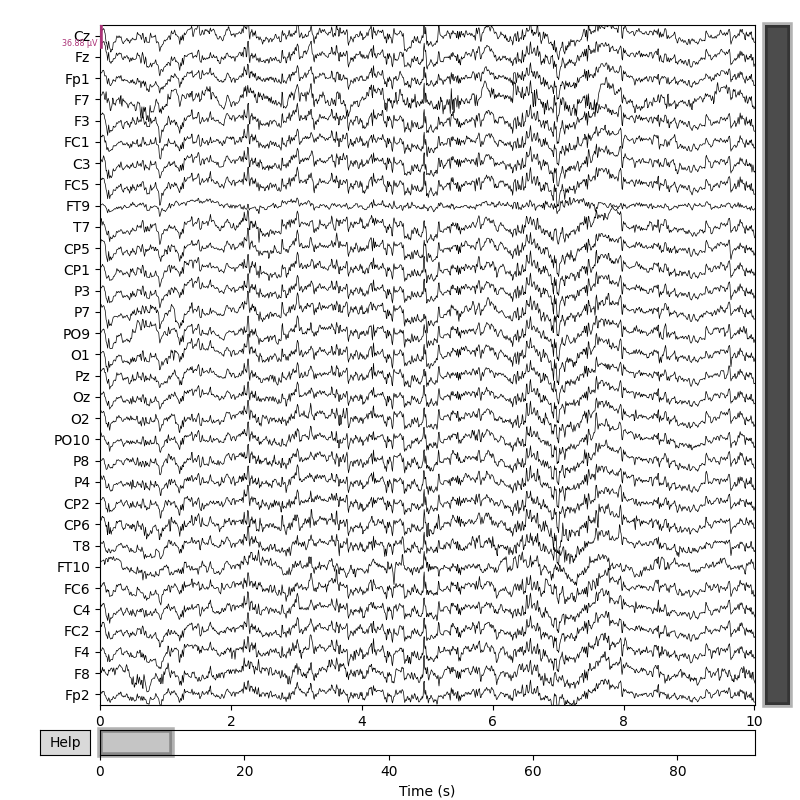 Cz
36.88 µV
Fz
Fp1
F7
F3
FC1
C3
FC5
FT9
T7
CP5
CP1
P3
P7
PO9
O1
Pz
Oz
O2
PO10
P8
P4
CP2
CP6
T8
FT10
FC6
C4
FC2
F4
F8
Fp2
0 2 4 6 8 10
Help
0 20 40 60 80
Time (s)